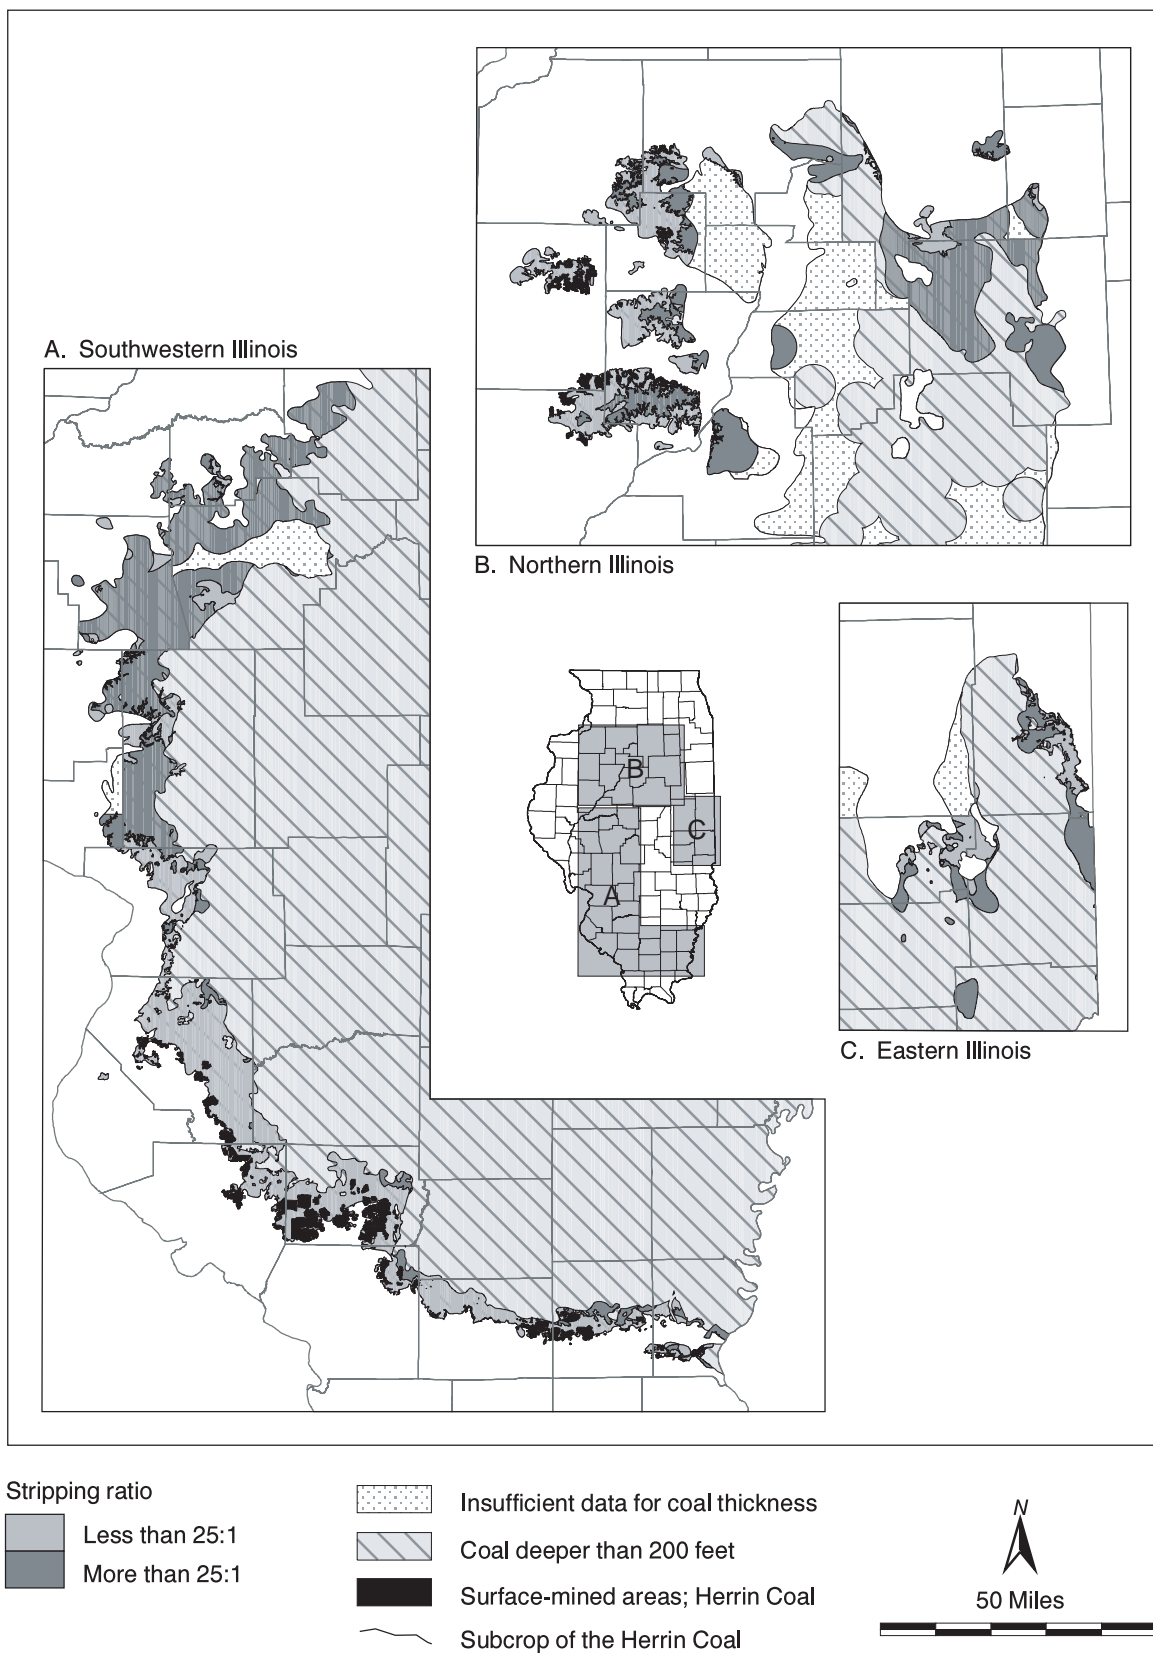 A. Southwestern Illinois
B. Northern Illinois
B
C
A
C. Eastern Illinois
Stripping ratio
Less than 25:1
More than 25:1
Insufficient data for coal thickness
Coal deeper than 200 feet
Surface-mined areas; Herrin Coal
Subcrop of the Herrin Coal
N
50 Miles